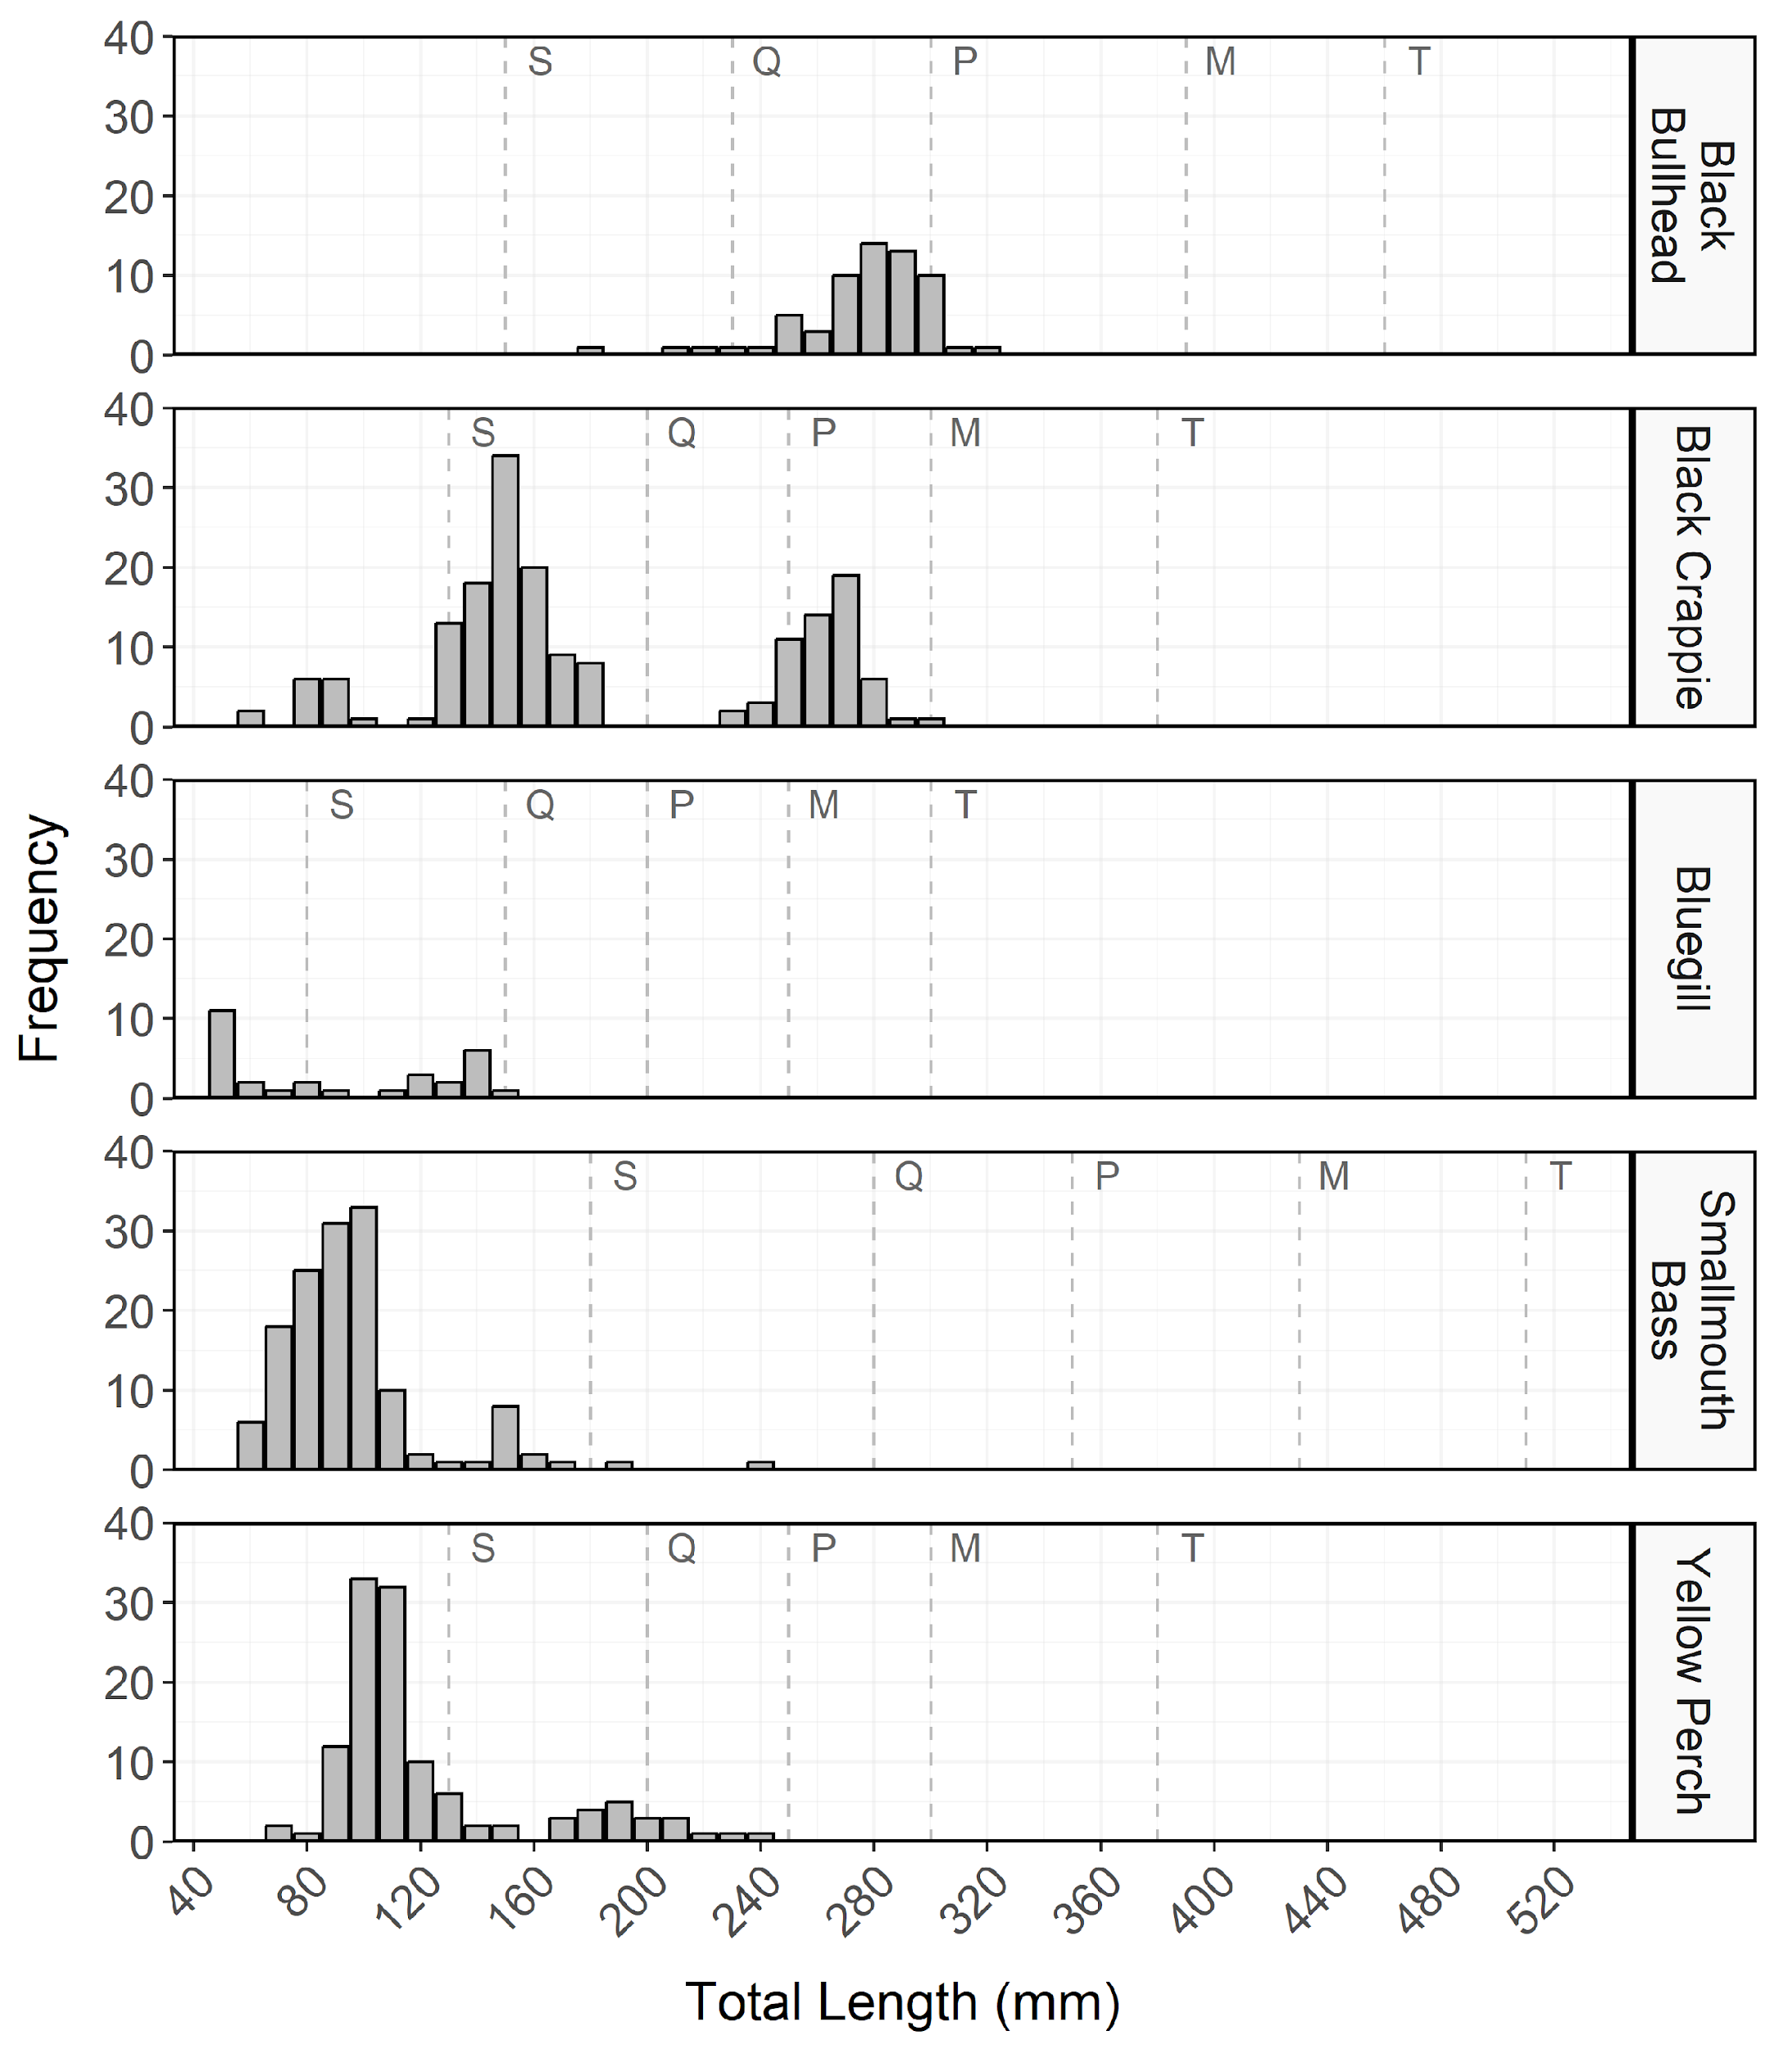 Frequency
40
30
20
10
0
S Q P M T
Black
Bullhead
40
30
20
10
0
S Q P M T
Black Crappie
40
30
20
10
0
S Q P M T
Bluegill
40
30
20
10
0
S Q P M T
Smallmouth
Bass
40
30
20
10
0
S Q P M T
Yellow Perch
40 80 120 160 200 240 280 320 360 400 440 480 520
Total Length (mm)